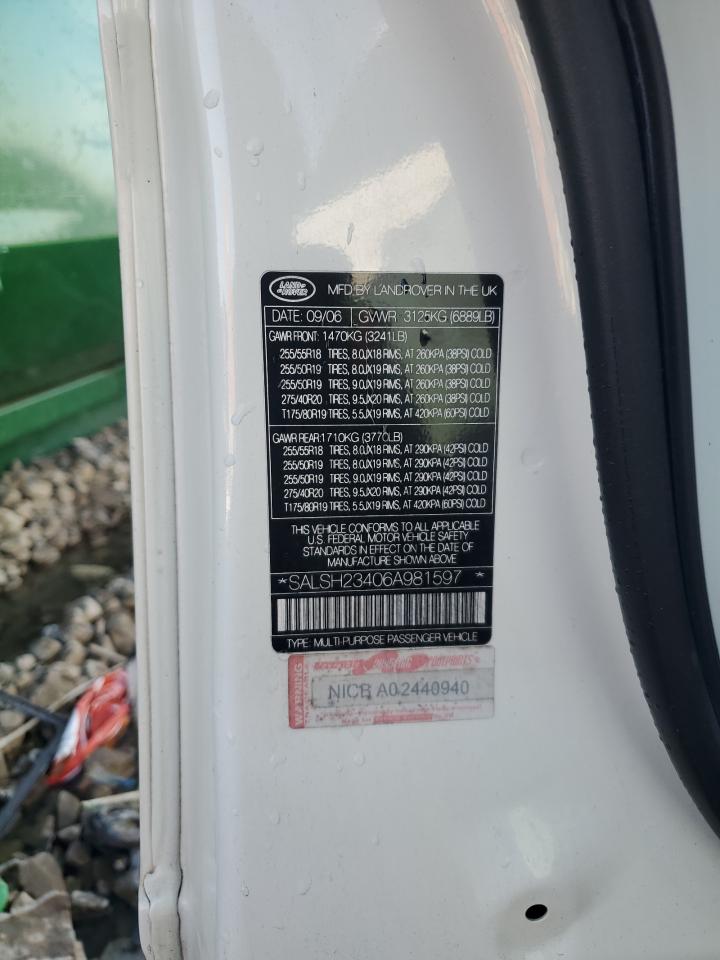 LAND ROVER
MFD.BY LANDROVER IN THE UK
DATE: 09/06 GVWR 3125KG (6889LB)
GAWR FRONT: 1470KG (3241LB)
255/55R18 TIRES, 8.0JX18 RIMS, AT 260KPA (38PSI) COLD
255/50R19 TIRES, 8.0JX19 RIMS, AT 260KPA (38PSI) COLD
255/50R19 TIRES, 9.0JX19 RIMS, AT 260KPA (38PSI) COLD
275/40R20 TIRES, 9.5JX20 RIMS, AT 260KPA (38PSI) COLD
T175/80R19 TIRES, 5.5JX19 RIMS, AT 420KPA (60PSI) COLD
GAWR REAR:1710KG (3770LB)
255/55R18 TIRES, 8.0JX18 RIMS, AT 290KPA (42PSI) COLD
255/50R19 TIRES, 8.0JX19 RIMS, AT 290KPA (42PSI) COLD
255/50R19 TIRES, 9.0JX19 RIMS, AT 290KPA (42PSI) COLD
275/40R20 TIRES, 9.5JX20 RIMS, AT 290KPA (42PSI) COLD
T175/80R19 TIRES, 5.5JX19 RIMS, AT 420KPA (60PSI) COLD
THIS VEHICLE CONFORMS TO ALL APPLICABLE
U.S. FEDERAL MOTOR VEHICLE SAFETY
STANDARDS IN EFFECT ON THE DATE OF
MANUFACTURE SHOWN ABOVE
*SALSH23406A981597 *
TYPE: MULTI-PURPOSE PASSENGER VEHICLE
WARNING
NICB A02440940